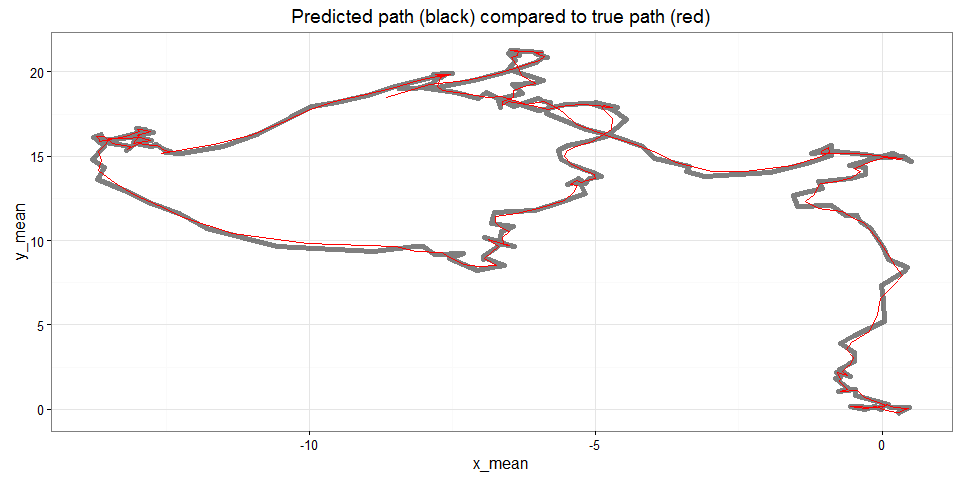 Predicted path (black) compared to true path (red)
20
15
10
5
0
y_mean
-10
-5
0
x_mean